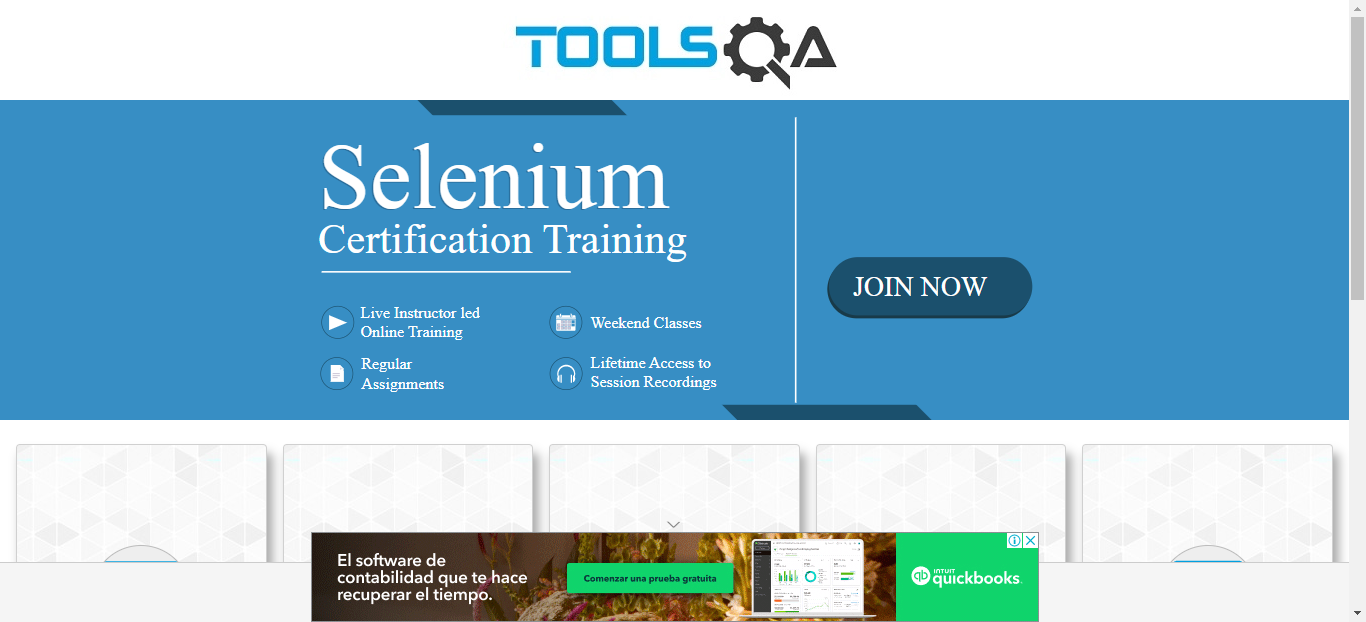 TOOLSQA
Selenium
Certification Training
JOIN NOW
Live Instructor led
Online Training
Weekend Classes
Regular
Assignments
Lifetime Access to
Session Recordings
El software de
contabilidad que te hace
recuperar el tiempo.
Comenzar una prueba gratuita
INTUIT
quickbooks.